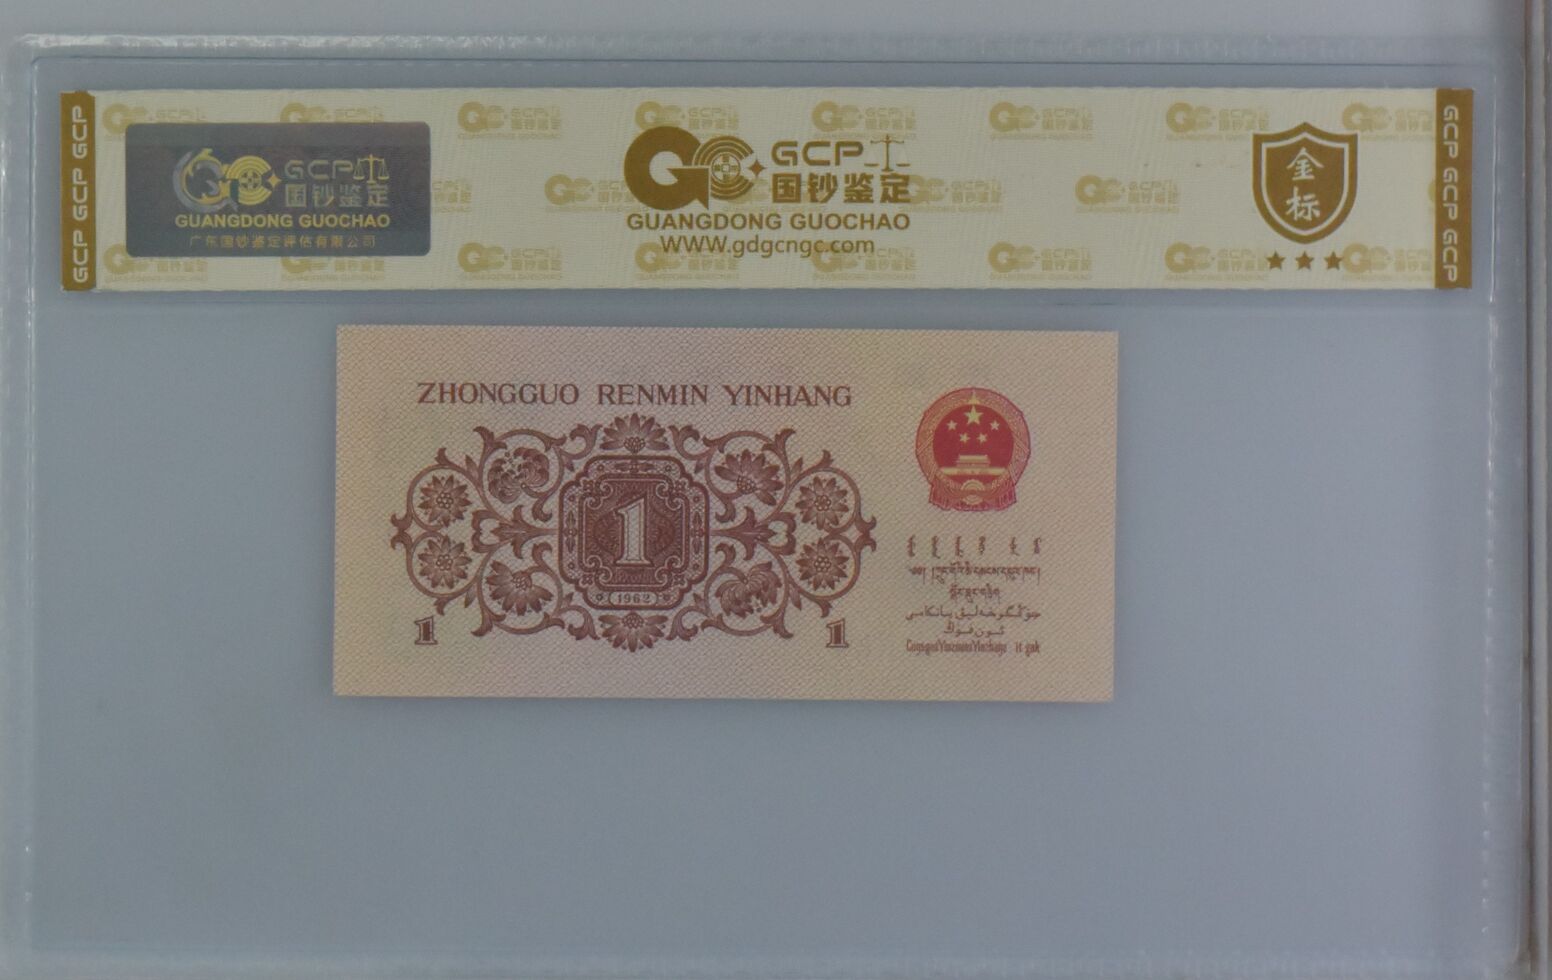 GCP GCP GCP
GCP
国钞鉴定
GUANGDONG GUOCHAO
广东国钞鉴定评估有限公司
GCP
国钞鉴定
GUANGDONG GUOCHAO
WWW.gdgcngc.com
金
标
GCP GCP GCP
ZHONGGUO RENMIN YINHANG
1
(1962)
1
1